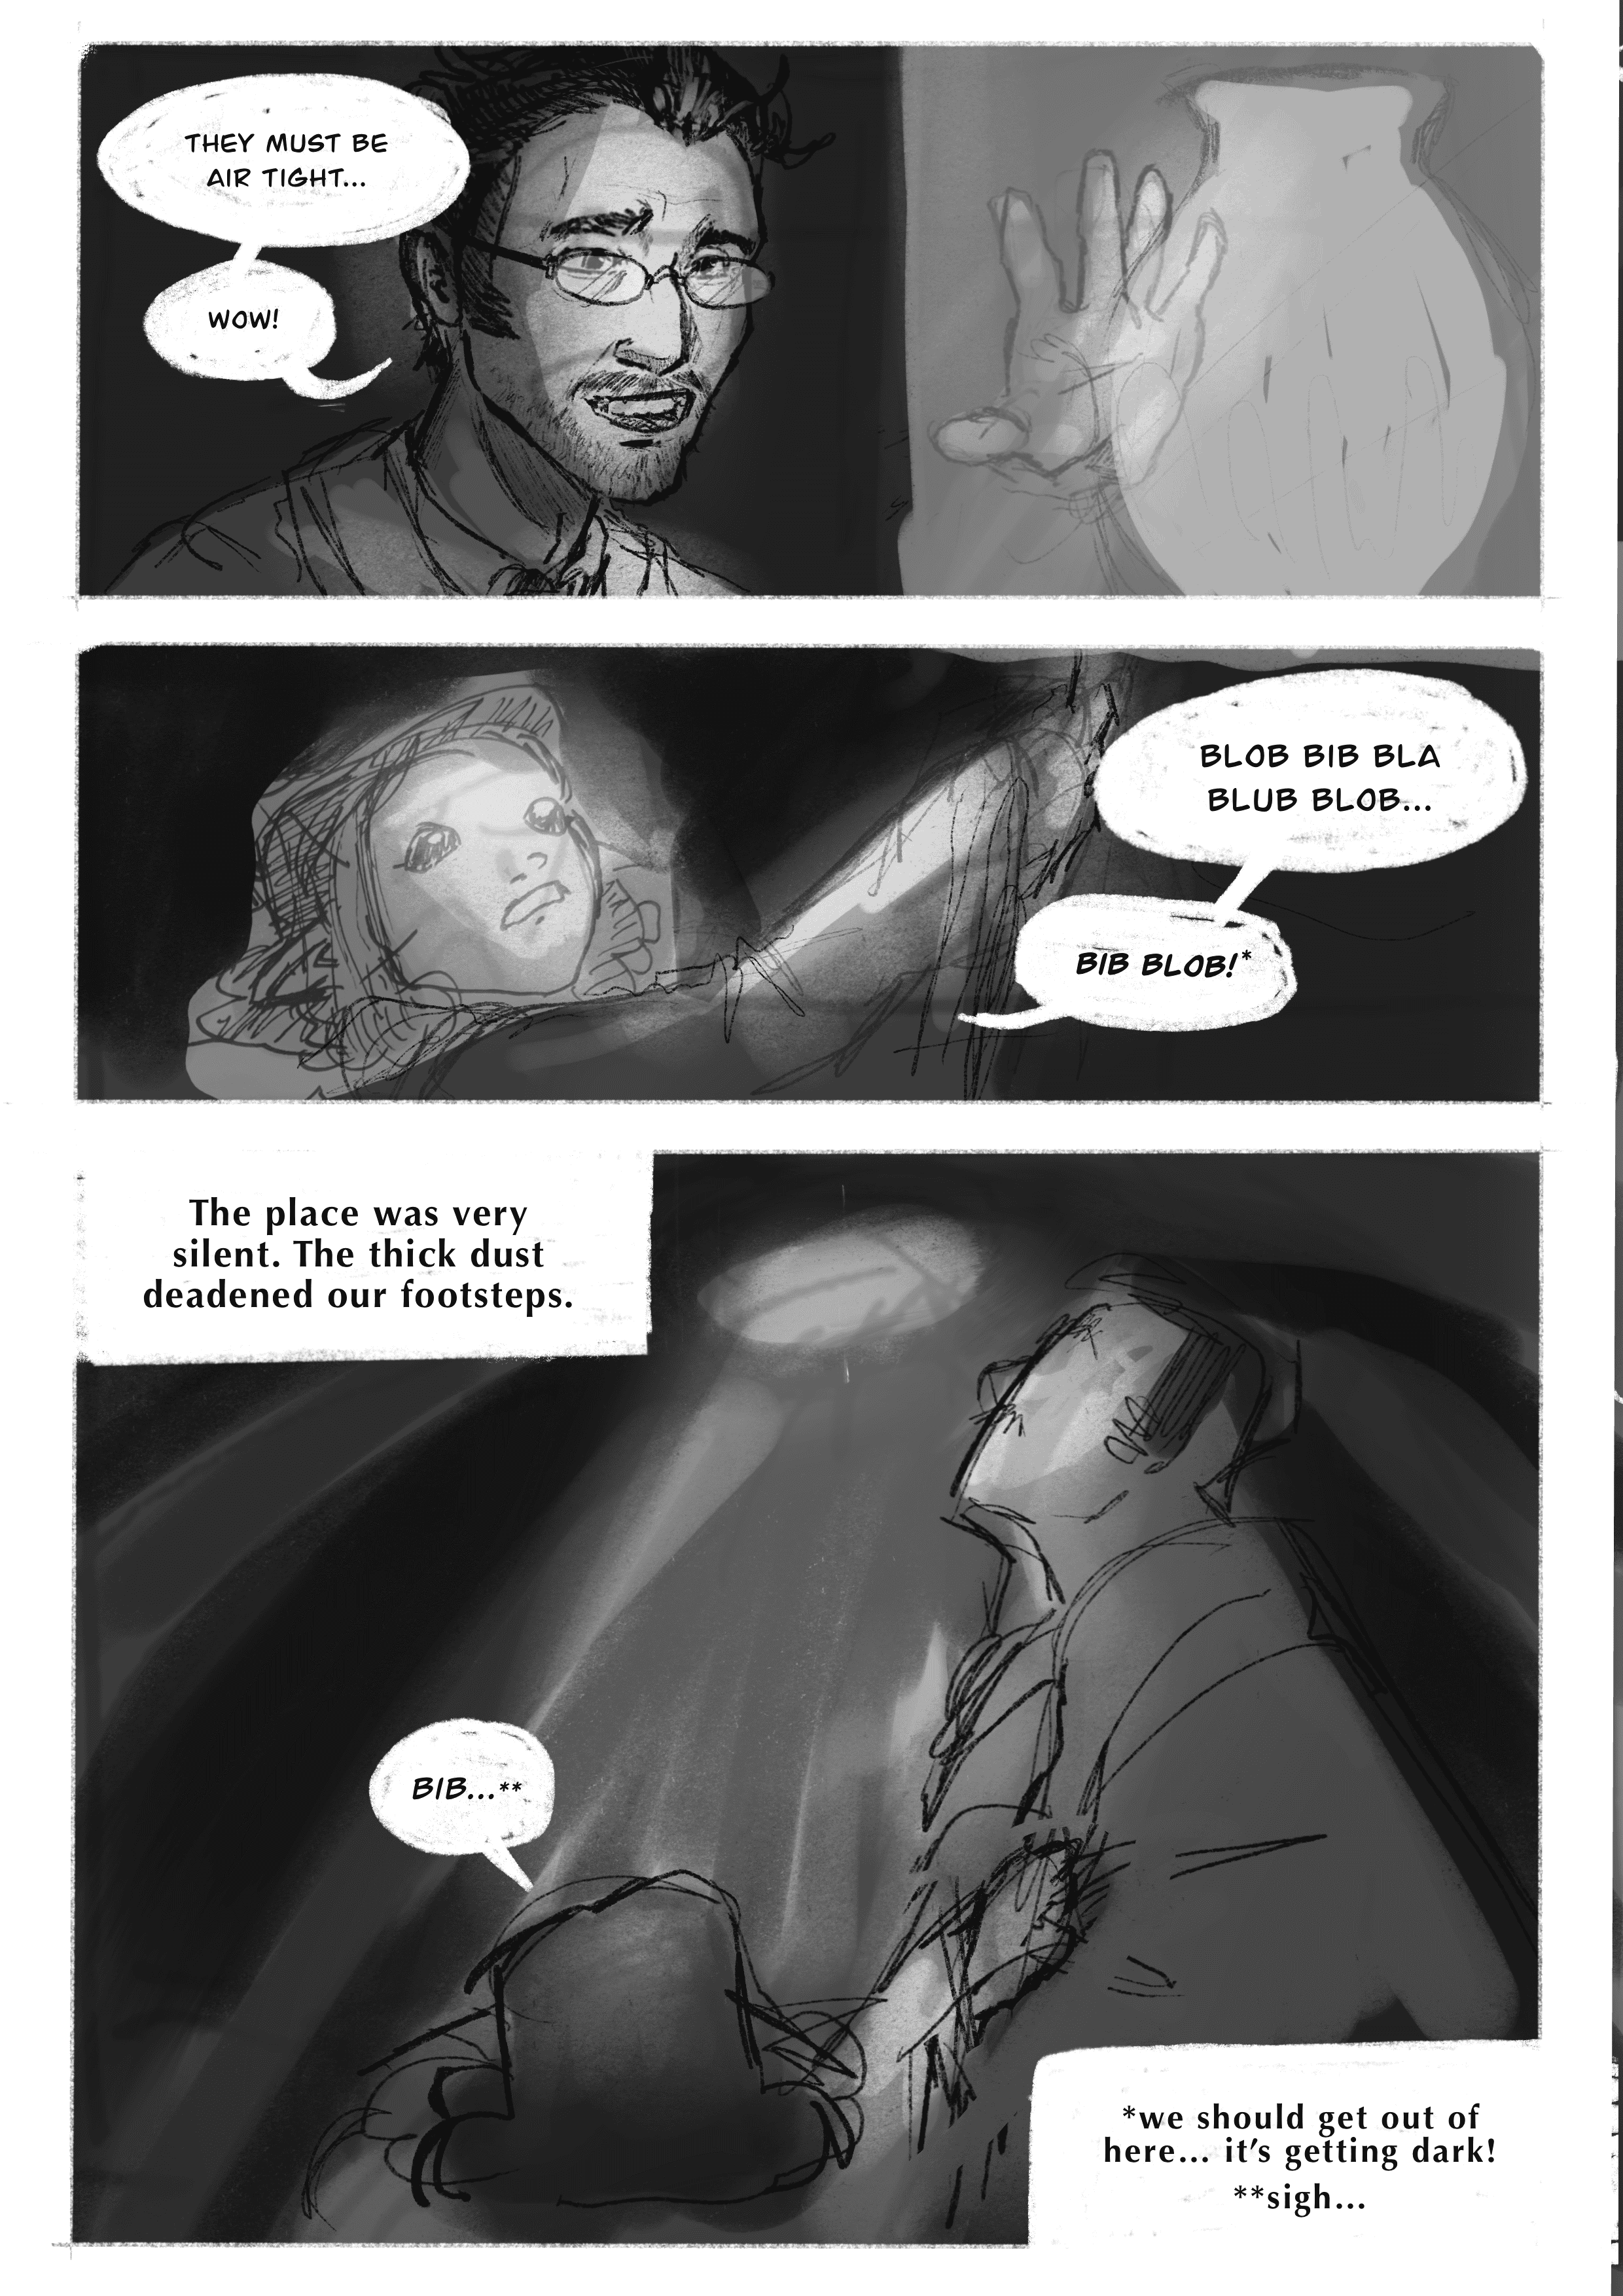 THEY MUST BE
AIR TIGHT...
WOW!
BLOB BIB BLA
BLUB BLOB...
BIB BLOB!*
The place was very
silent. The thick dust
deadened our footsteps.
BIB...**
*we should get out of
here... it's getting dark!
**sigh...